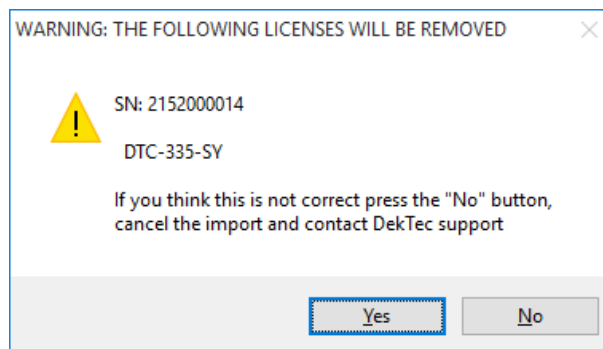 WARNING: THE FOLLOWING LICENSES WILL BE REMOVED
SN: 2152000014
DTC-335-SY
If you think this is not correct press the "No" button,
cancel the import and contact DekTec support
Yes
No